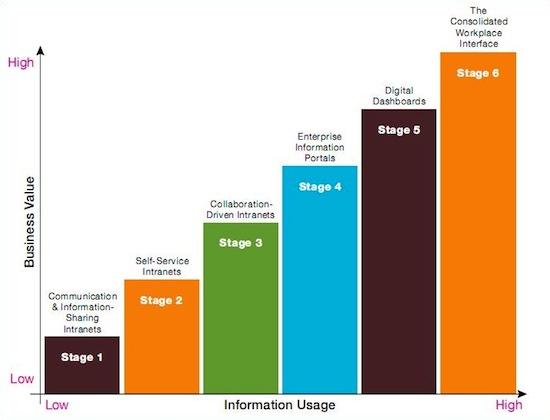 The
Consolidated
Workplace
Interface
High
Stage 6
Digital
Dashboards
Stage 5
Enterprise
Information
Portals
Stage 4
Collaboration-
Driven Intranets
Stage 3
Self-Service
Intranets
Stage 2
Communication
& Information-
Sharing
Intranets
Stage 1
Business Value
Low
Low
Information Usage
High